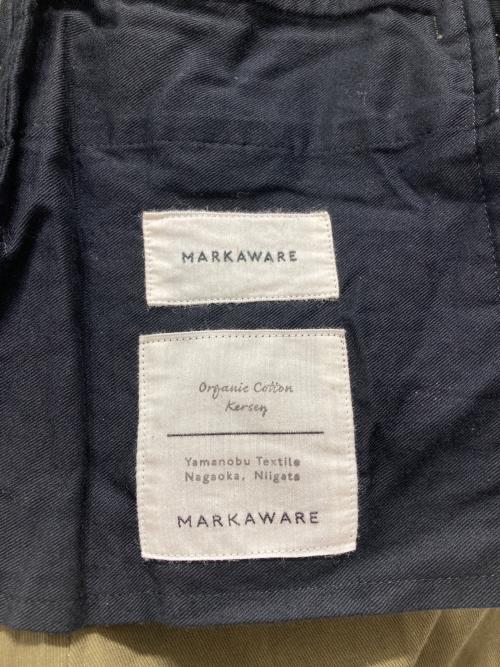 MARKAWARE
Organic Cotton
Kersey
Yamanobu Textile
Nagaoka, Niigata
MARKAWARE